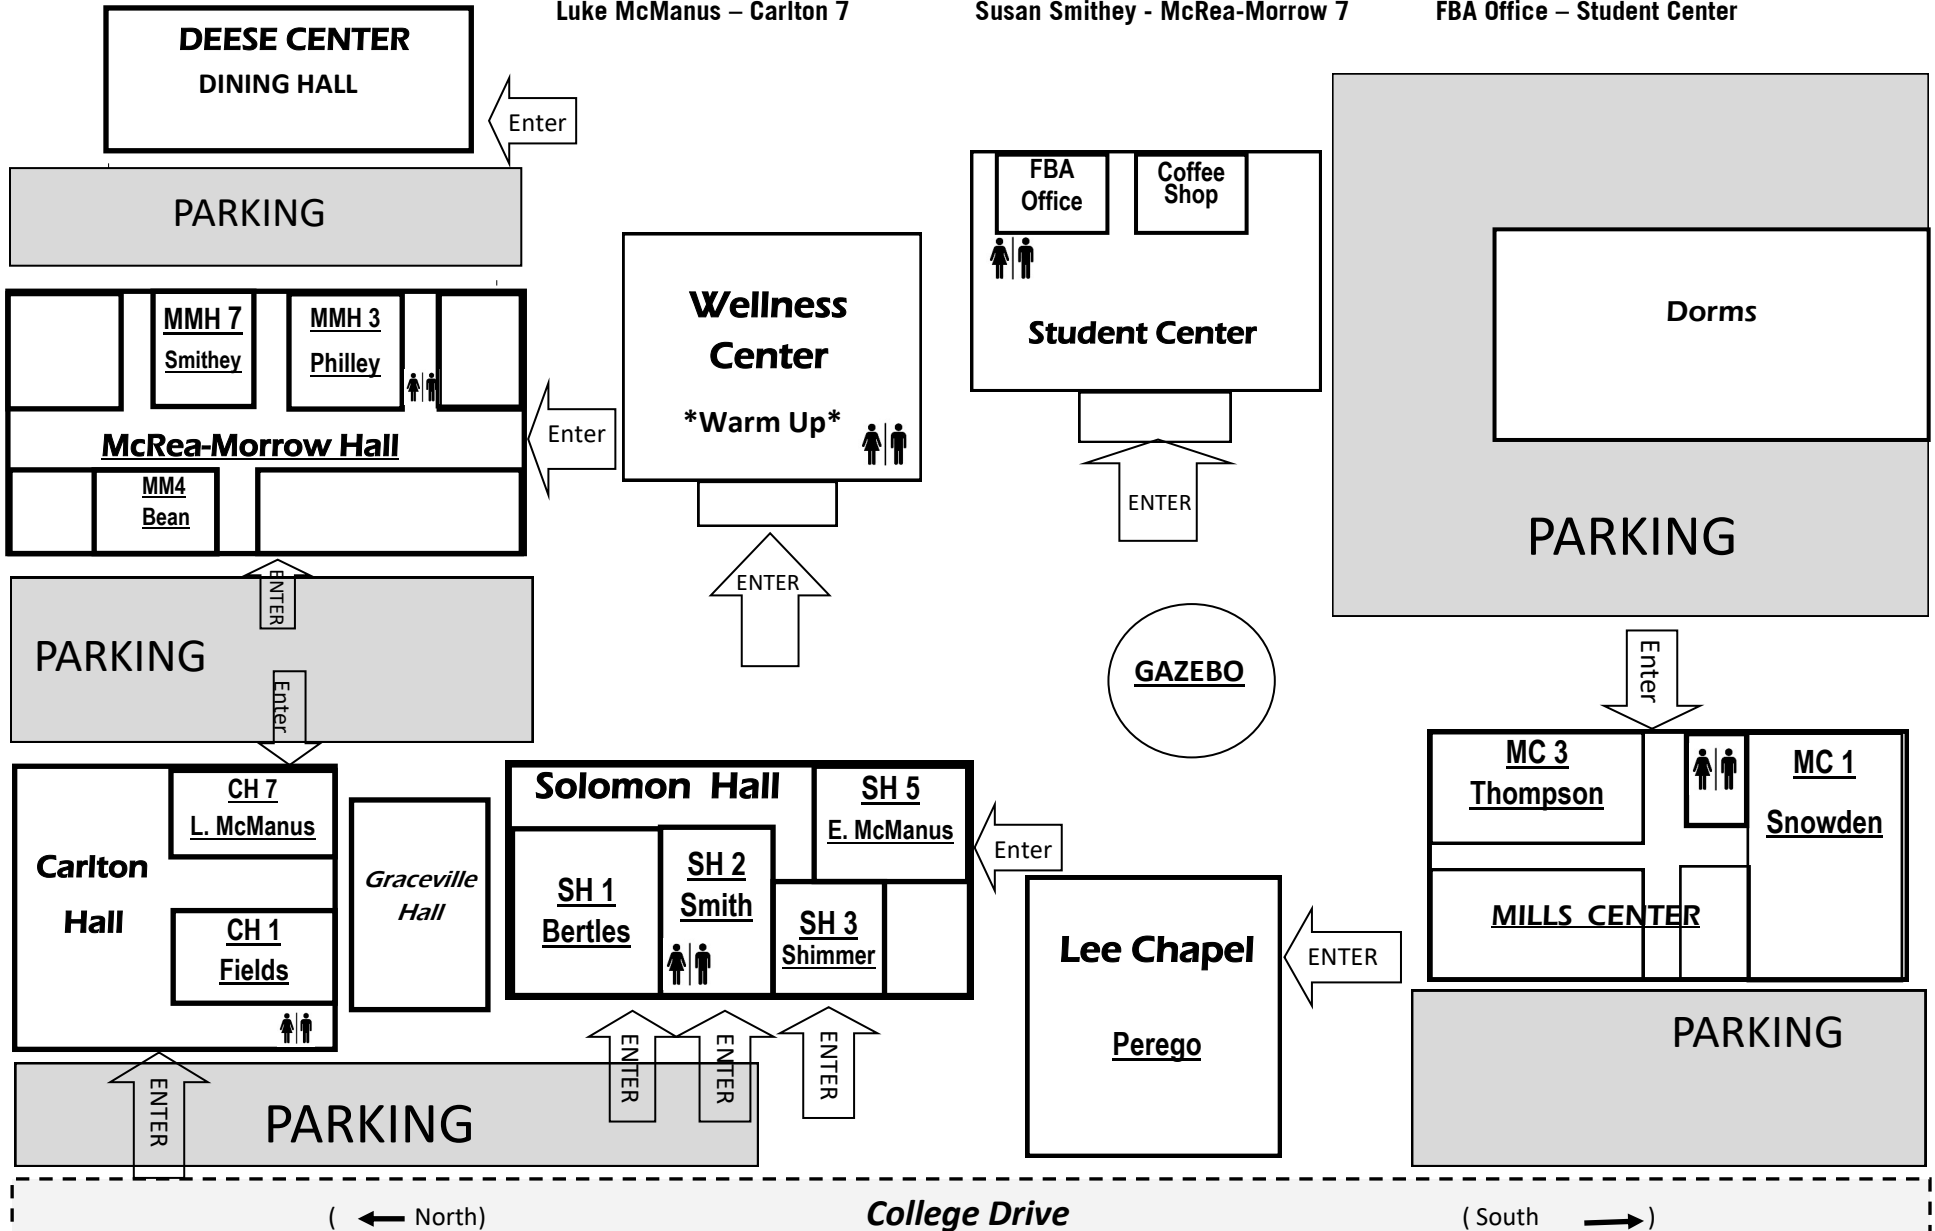 Luke McManus – Carlton 7
Susan Smithey - McRea-Morrow 7
FBA Office – Student Center
DEESE CENTER
DINING HALL
Enter
PARKING
FBA
Office
Coffee
Shop
Student Center
ENTER
Wellness
Center
*Warm Up*
ENTER
Dorms
PARKING
MMH 7
Smithey
MMH 3
Philley
McRea-Morrow Hall
Enter
MM4
Bean
ENTER
PARKING
Enter
GAZEBO
Enter
CH 7
L. McManus
Carlton
Hall
CH 1
Fields
ENTER
Graceville
Hall
Solomon Hall
SH 5
E. McManus
SH 1
Bertles
SH 2
Smith
SH 3
Shimmer
Enter
ENTER
ENTER
ENTER
PARKING
Lee Chapel
Perego
ENTER
MC 3
Thompson
MC 1
Snowden
MILLS CENTER
PARKING
( North)
College Drive
( South )